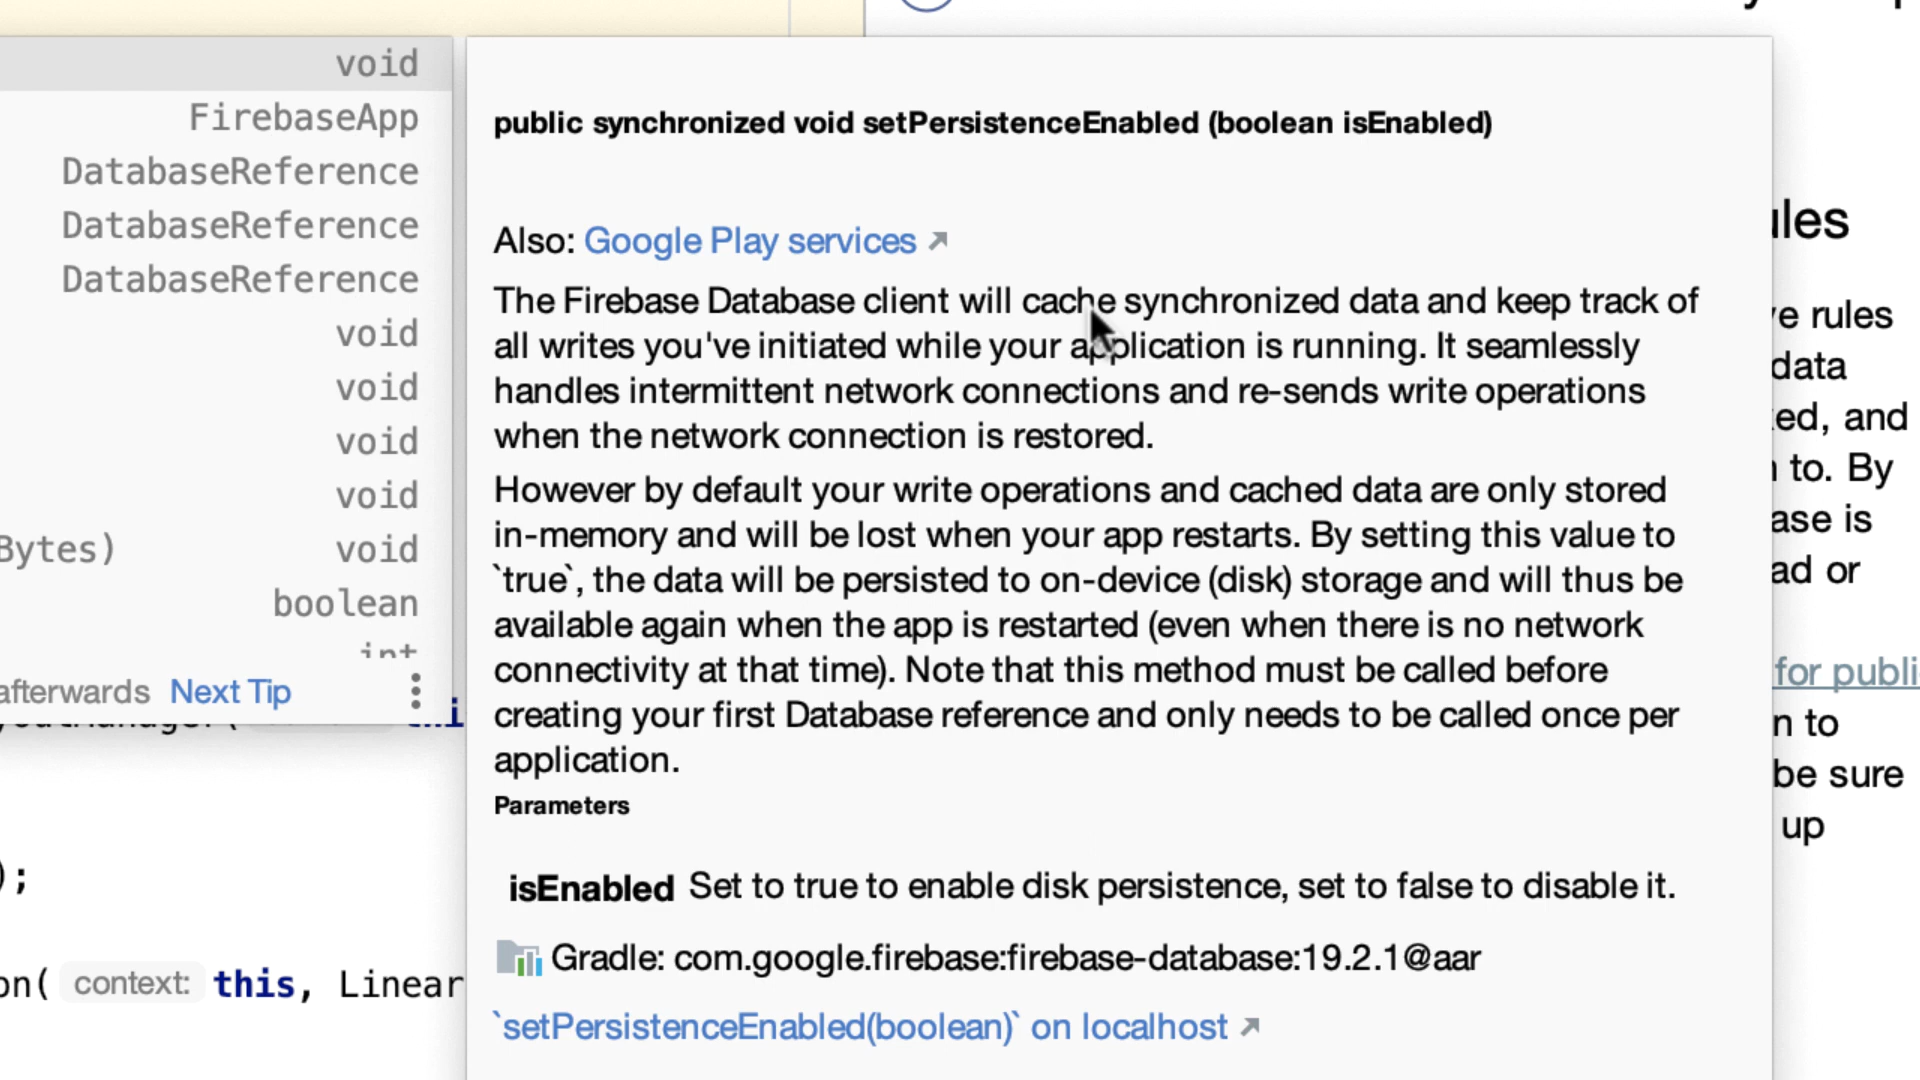 void
FirebaseApp
DatabaseReference
DatabaseReference
DatabaseReference
void
void
void
void
Bytes) void
boolean
int
afterwards Next Tip
public synchronized void setPersistenceEnabled (boolean isEnabled)
Also: Google Play services
The Firebase Database client will cache synchronized data and keep track of
all writes you've initiated while your application is running. It seamlessly
handles intermittent network connections and re-sends write operations
when the network connection is restored.
However by default your write operations and cached data are only stored
in-memory and will be lost when your app restarts. By setting this value to
`true`, the data will be persisted to on-device (disk) storage and will thus be
available again when the app is restarted (even when there is no network
connectivity at that time). Note that this method must be called before
creating your first Database reference and only needs to be called once per
application.
Parameters
isEnabled Set to true to enable disk persistence, set to false to disable it.
Gradle: com.google.firebase:firebase-database:19.2.1@aar
`setPersistenceEnabled(boolean)` on localhost
);
on( context: this, Linear
ules
e rules
data
ed, and
to. By
ase is
ad or
for publi
n to
be sure
up